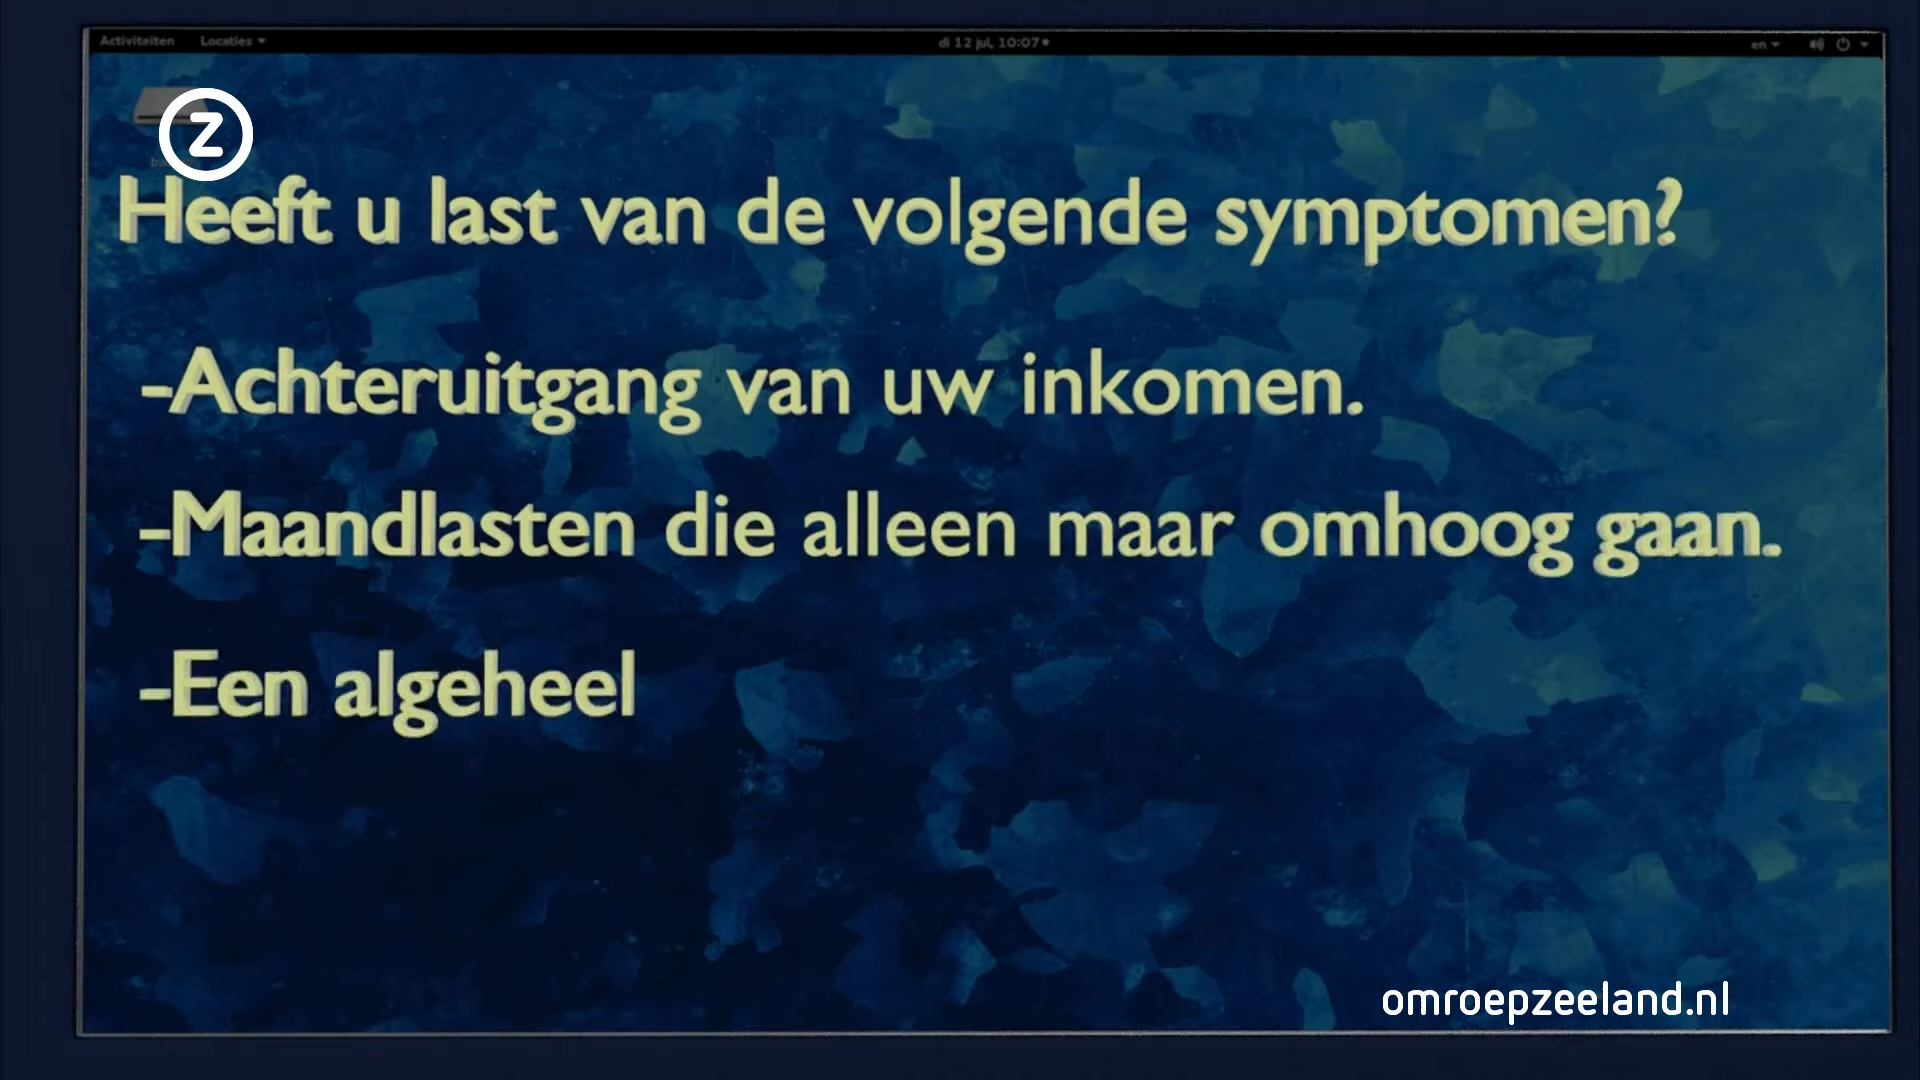 Activiteiten Locaties di 12 jul, 10:07 en
Z
Heeft u last van de volgende symptomen?
-Achteruitgang van uw inkomen.
-Maandlasten die alleen maar omhoog gaan.
-Een algeheel
omroepzeeland.nl